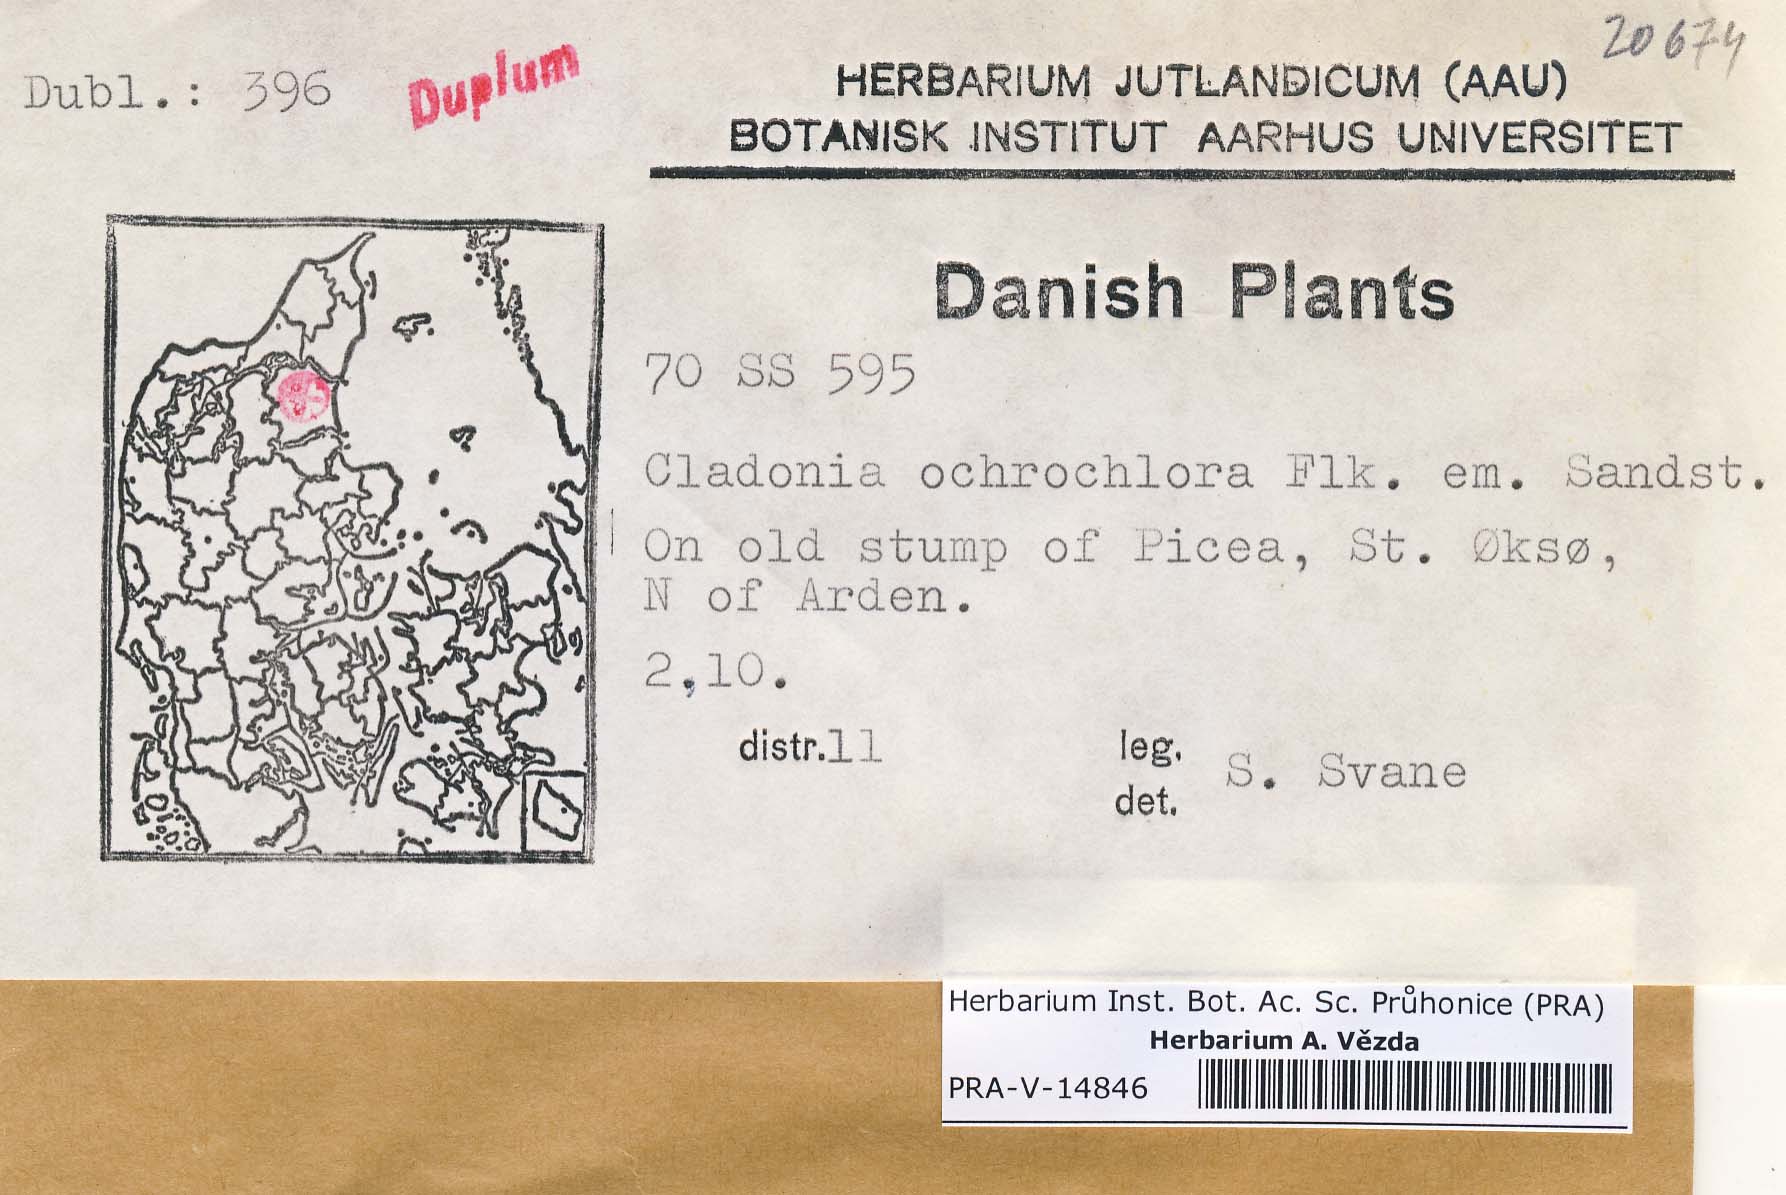 20674
Dubl.: 396
Duplum
HERBARIUM JUTLANDICUM (AAU)
BOTANISK INSTITUT AARHUS UNIVERSITET
Danish Plants
70 SS 595
Cladonia ochrochlora Flk. em. Sandst.
On old stump of Picea, St. Øksø,
N of Arden.
2,10.
distr.11
leg.
det.
S. Svane
Herbarium Inst. Bot. Ac. Sc. Průhonice (PRA)
Herbarium A. Vězda
PRA-V-14846